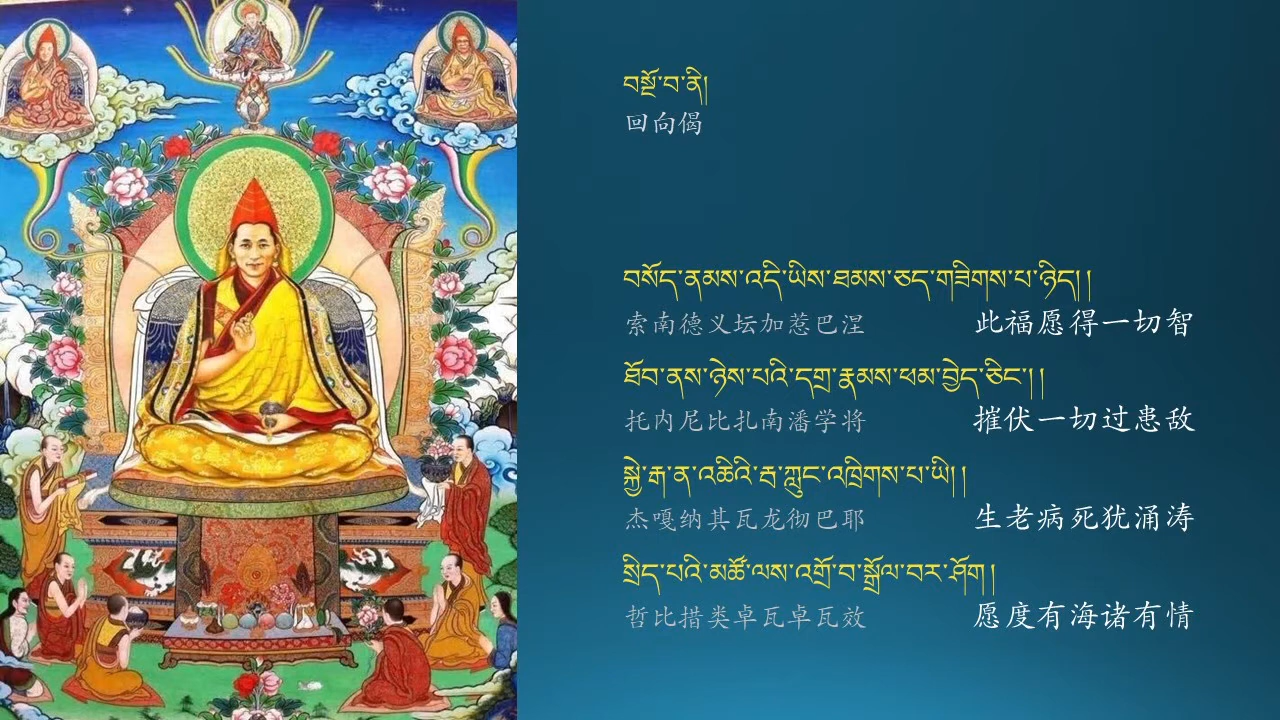 བསྔོ་བ་ནི།
回向偈
བསོད་ནམས་འདི་ཡིས་ཐམས་ཅད་གཟིགས་པ་ཉིད། །
索南德义坛加惹巴涅 此福愿得一切智
ཐོབ་ནས་ཉེས་པའི་དགྲ་རྣམས་ཕམ་བྱེད་ཅིང་། །
托内尼比扎南潘学将 摧伏一切过患敌
སྐྱེ་རྒ་ན་འཆིའི་རྦ་ཀླུང་འཁྲིགས་པ་ཡི། །
杰嘎纳其瓦龙彻巴耶 生老病死犹涌涛
སྲིད་པའི་མཚོ་ལས་འགྲོ་བ་སྒྲོལ་བར་ཤོག །
哲比措类卓瓦卓瓦效 愿度有海诸有情